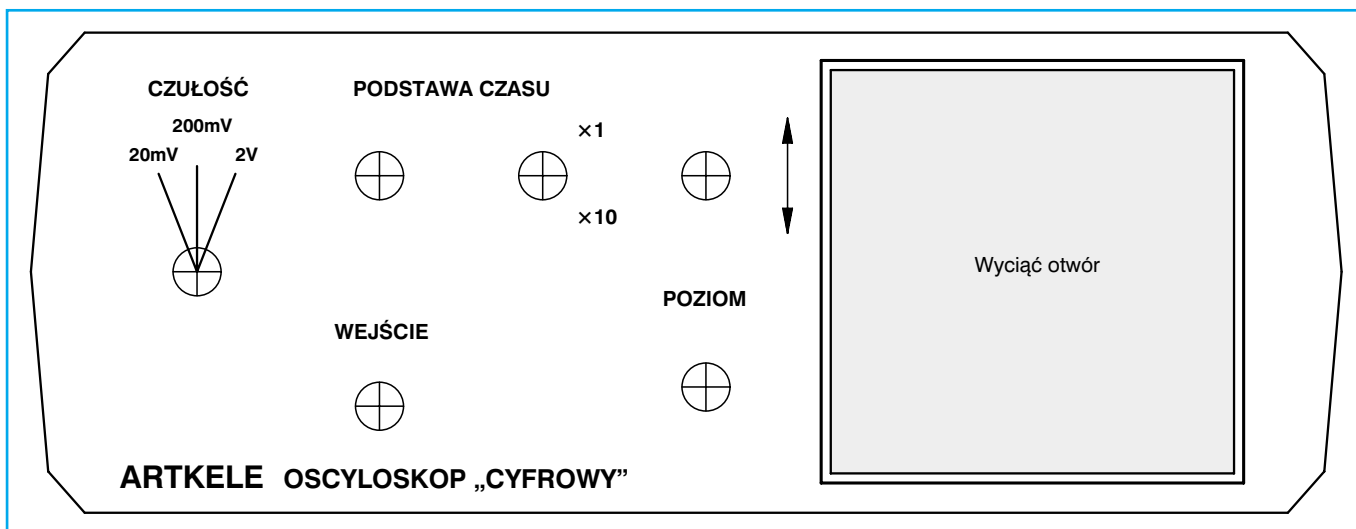 CZUŁOŚĆ
PODSTAWA CZASU
200mV
20mV 2V
×1
×10
Wyciąć otwór
POZIOM
WEJŚCIE
ARTKELE OSCYLOSKOP „CYFROWY”